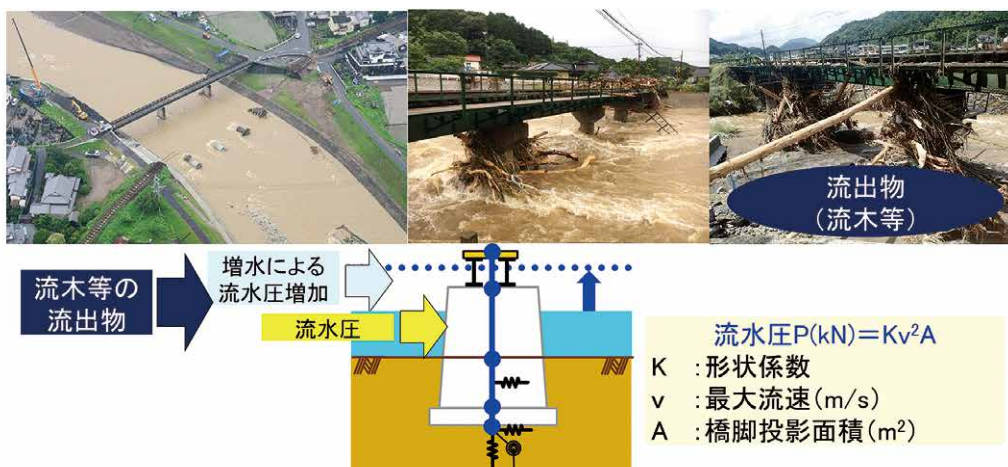 流出物
（流木等）
流木等の
流出物
増水による
流水圧増加
流水圧
流水圧P(kN)＝Kv²A
K ：形状係数
v ：最大流速（m/s）
A ：橋脚投影面積（m²）